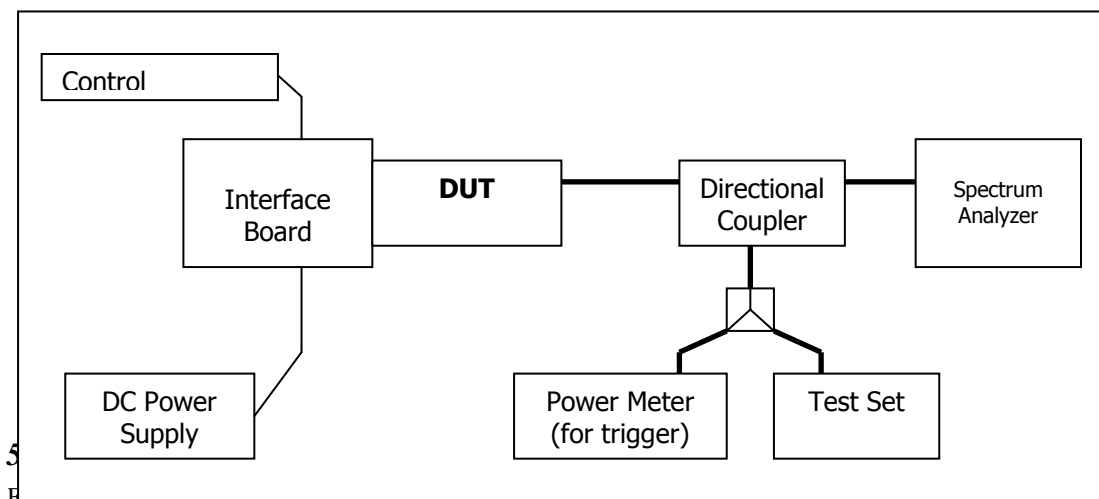 Control
Interface
Board
DUT
Directional
Coupler
Spectrum
Analyzer
DC Power
Supply
Power Meter
(for trigger)
Test Set
5